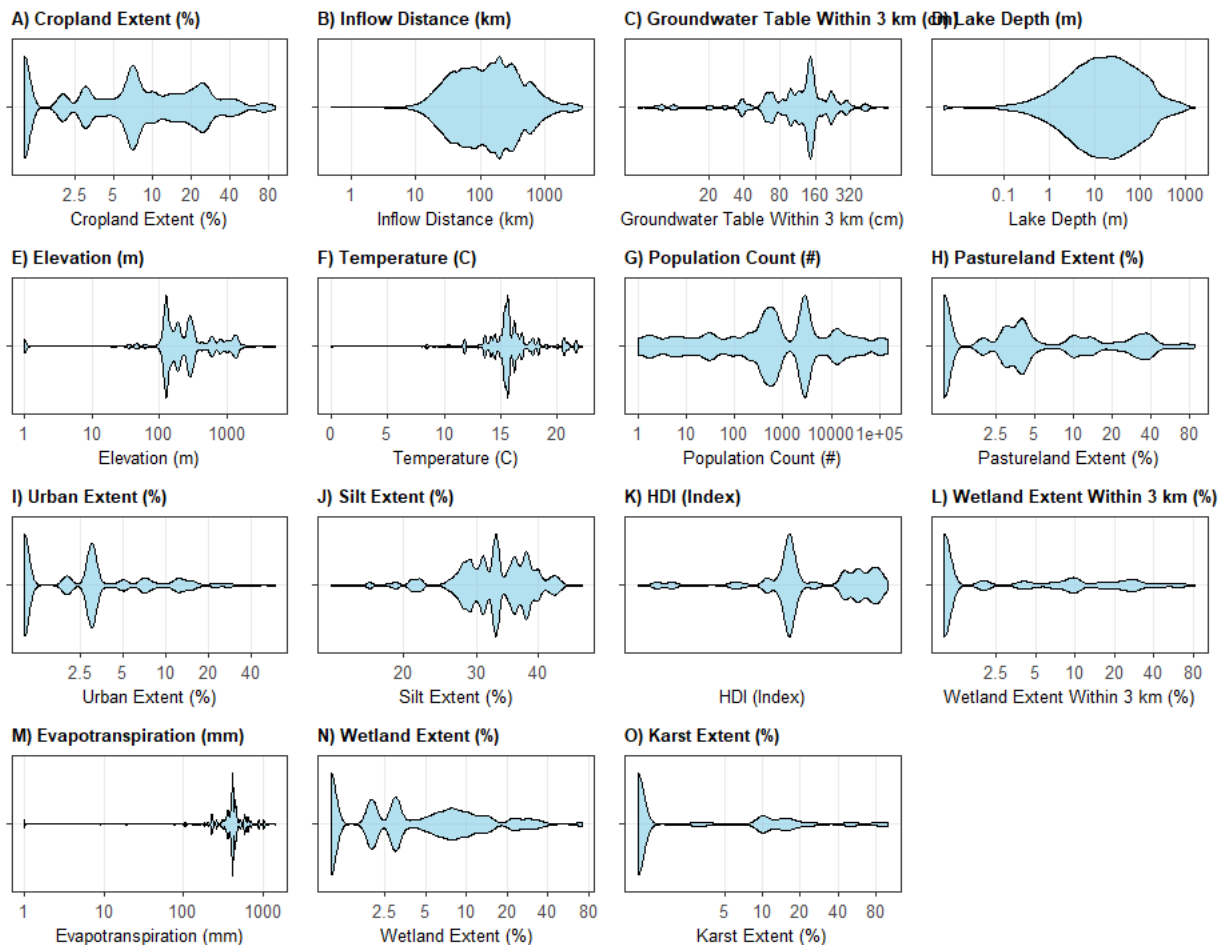 A) Cropland Extent (%)
2.5 5 10 20 40 80
Cropland Extent (%)
B) Inflow Distance (km)
1 10 100 1000
Inflow Distance (km)
C) Groundwater Table Within 3 km (cm)
20 40 80 160 320
Groundwater Table Within 3 km (cm)
D) Lake Depth (m)
0.1 1 10 100 1000
Lake Depth (m)
E) Elevation (m)
1 10 100 1000
Elevation (m)
F) Temperature (C)
0 5 10 15 20
Temperature (C)
G) Population Count (#)
1 10 100 1000 10000 1e+05
Population Count (#)
H) Pastureland Extent (%)
2.5 5 10 20 40 80
Pastureland Extent (%)
I) Urban Extent (%)
2.5 5 10 20 40
Urban Extent (%)
J) Silt Extent (%)
20 30 40
Silt Extent (%)
K) HDI (Index)
HDI (Index)
L) Wetland Extent Within 3 km (%)
2.5 5 10 20 40 80
Wetland Extent Within 3 km (%)
M) Evapotranspiration (mm)
1 10 100 1000
Evapotranspiration (mm)
N) Wetland Extent (%)
2.5 5 10 20 40 80
Wetland Extent (%)
O) Karst Extent (%)
5 10 20 40 80
Karst Extent (%)